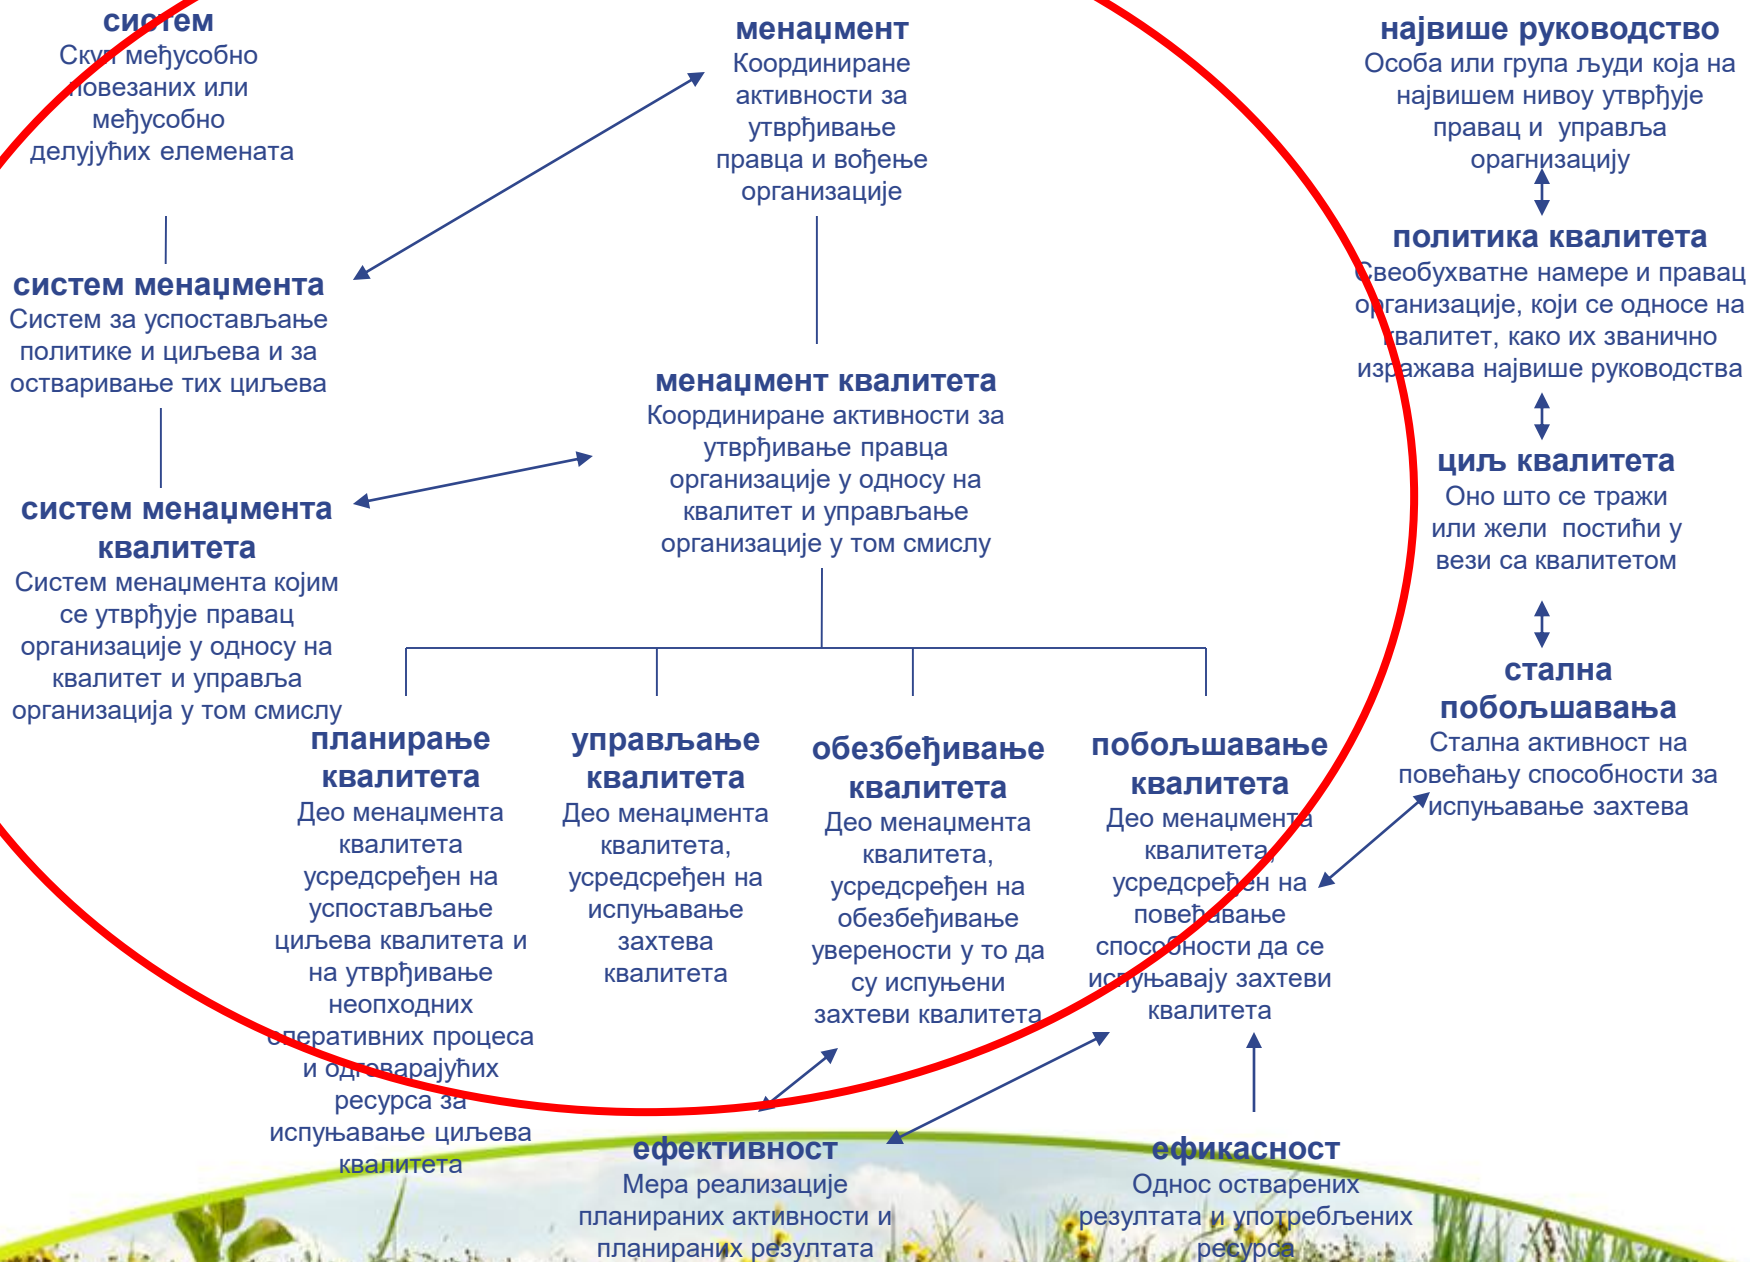 систем
Скуп међусобно
повезаних или
међусобно
делујућих елемената
систем менаџмента
Систем за успостављање
политике и циљева и за
остваривање тих циљева
систем менаџмента
квалитета
Систем менаџмента којим
се утврђује правац
организације у односу на
квалитет и управља
организација у том смислу
менаџмент
Координиране
активности за
утврђивање
правца и вођење
организације
менаџмент квалитета
Координиране активности за
утврђивање правца
организације у односу на
квалитет и управљање
организације у том смислу
планирање
квалитета
Део менаџмента
квалитета
усредсређен на
успостављање
циљева квалитета и
на утврђивање
неопходних
оперативних процеса
и одговарајућих
ресурса за
испуњавање циљева
квалитета
управљање
квалитета
Део менаџмента
квалитета,
усредсређен на
испуњавање
захтева
квалитета
обезбеђивање
квалитета
Део менаџмента
квалитета,
усредсређен на
обезбеђивање
уверености у то да
су испуњени
захтеви квалитета
побољшавање
квалитета
Део менаџмента
квалитета,
усредсређен на
повећавање
способности да се
испуњавају захтеви
квалитета
највише руководство
Особа или група људи која на
највишем нивоу утврђује
правац и управља
орагнизацију
политика квалитета
Свеобухватне намере и правац
организације, који се односе на
квалитет, како их званично
изражава највише руководства
циљ квалитета
Оно што се тражи
или жели постићи у
вези са квалитетом
стална
побољшавања
Стална активност на
повећању способности за
испуњавање захтева
ефективност
Мера реализације
планираних активности и
планираних резултата
ефикасност
Однос остварених
резултата и употребљених
ресурса